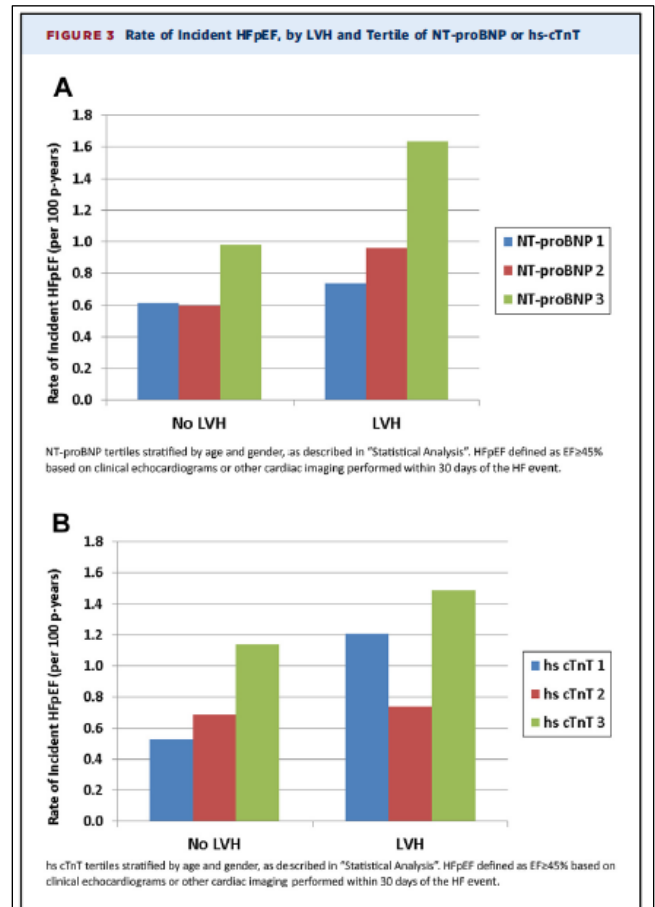 FIGURE 3 Rate of Incident HFpEF, by LVH and Tertile of NT-proBNP or hs-cTnT
A
Rate of Incident HFpEF (per 100 p-years)
1.8
1.6
1.4
1.2
1.0
0.8
0.6
0.4
0.2
0.0
No LVH
LVH
NT-proBNP 1
NT-proBNP 2
NT-proBNP 3
NT-proBNP tertiles stratified by age and gender, as described in "Statistical Analysis". HFpEF defined as EF≥45%
based on clinical echocardiograms or other cardiac imaging performed within 30 days of the HF event.
B
Rate of Incident HFpEF (per 100 p-years)
1.8
1.6
1.4
1.2
1.0
0.8
0.6
0.4
0.2
0.0
No LVH
LVH
hs cTnT 1
hs cTnT 2
hs cTnT 3
hs cTnT tertiles stratified by age and gender, as described in "Statistical Analysis". HFpEF defined as EF≥45% based on
clinical echocardiograms or other cardiac imaging performed within 30 days of the HF event.